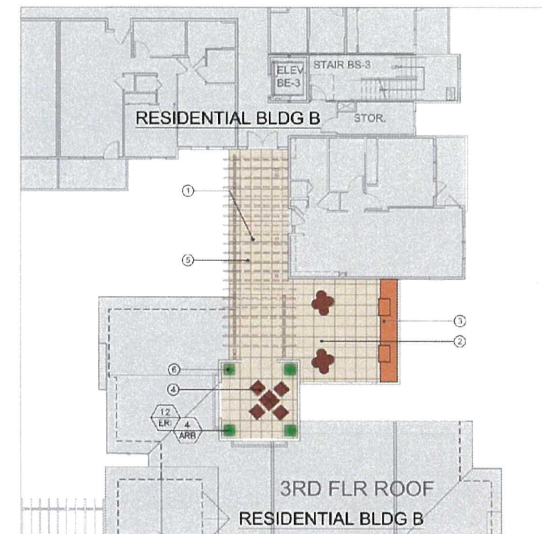 ELEV.
BE-3
STAIR BS-3
RESIDENTIAL BLDG B
STOR.
1
5
3
2
6
4
12
ERI
4
ARB
3RD FLR ROOF
RESIDENTIAL BLDG B